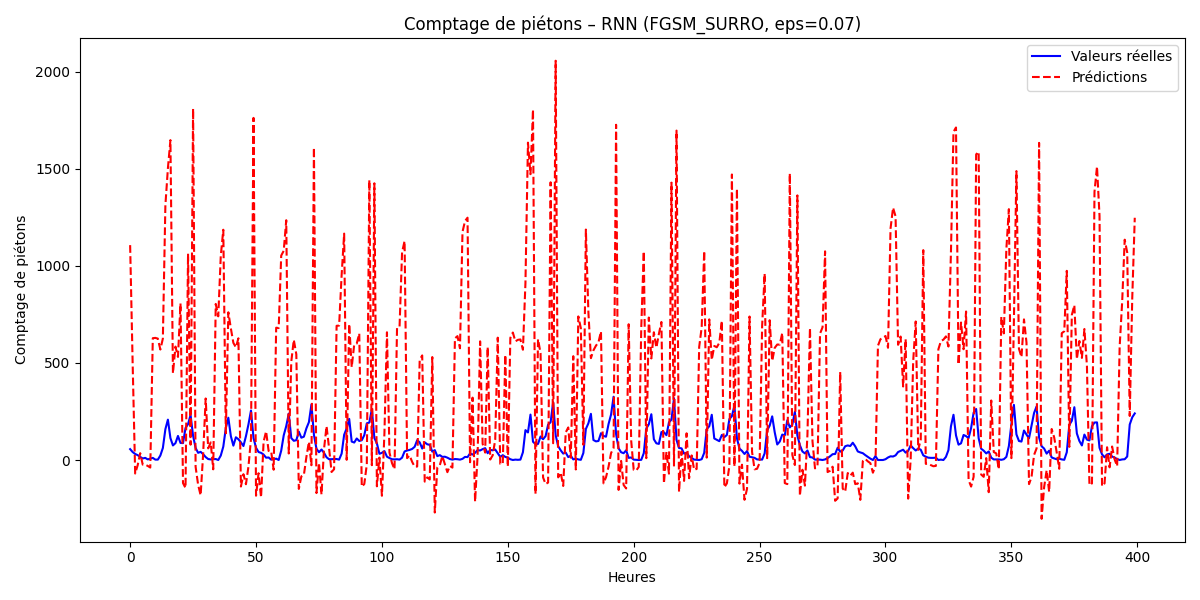 Comptage de piétons – RNN (FGSM_SURRO, eps=0.07)
Valeurs réelles
Prédictions
Comptage de piétons
2000
1500
1000
500
0
0 50 100 150 200 250 300 350 400
Heures